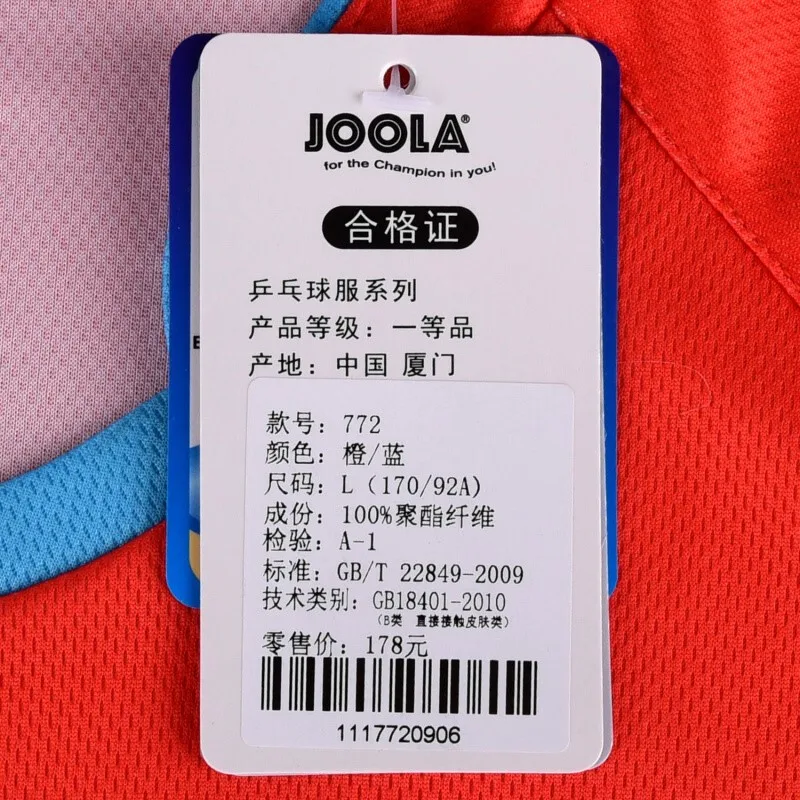 JOOLA®
for the Champion in you!
合格证
乒乓球服系列
产品等级：一等品
产地：中国 厦门
款号：772
颜色：橙/蓝
尺码：L（170/92A）
成份：100%聚酯纤维
检验：A-1
标准：GB/T 22849-2009
技术类别：GB18401-2010
（B类 直接接触皮肤类）
零售价：178元
1117720906